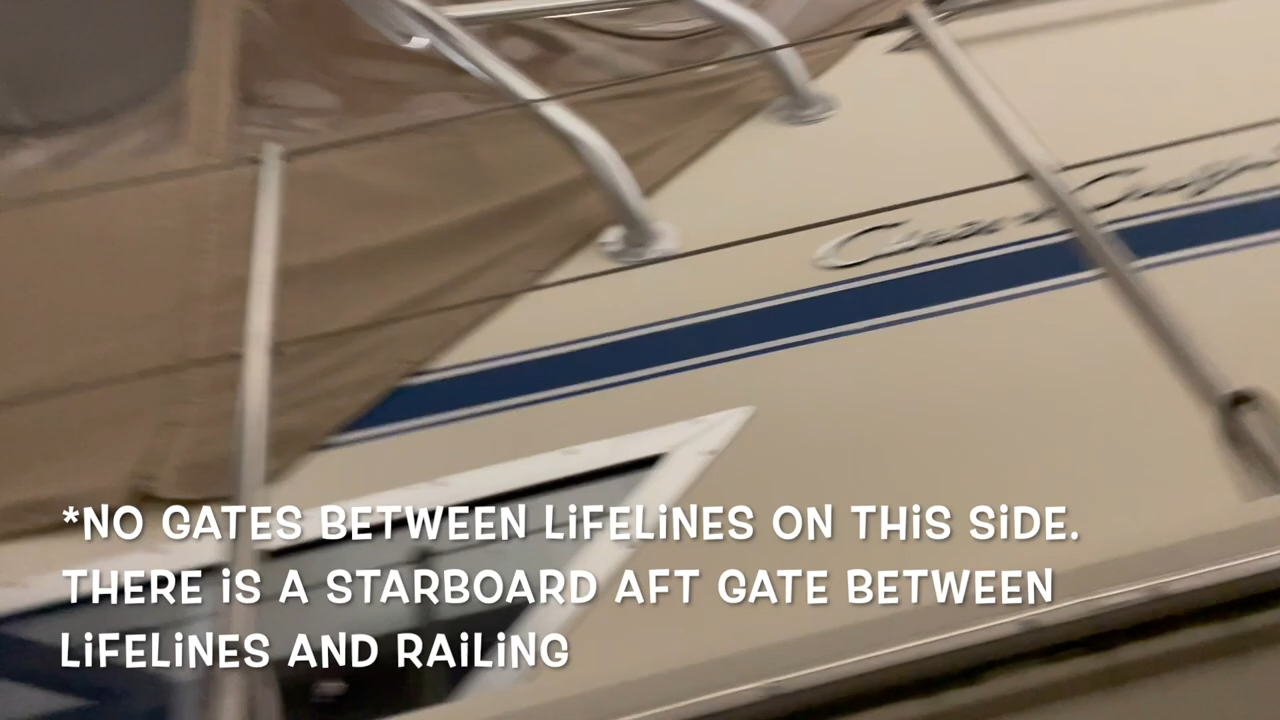 *NO GATES BETWEEN LiFELiNES ON THiS SiDE.
THERE iS A STARBOARD AFT GATE BETWEEN
LiFELiNES AND RAiLiNG